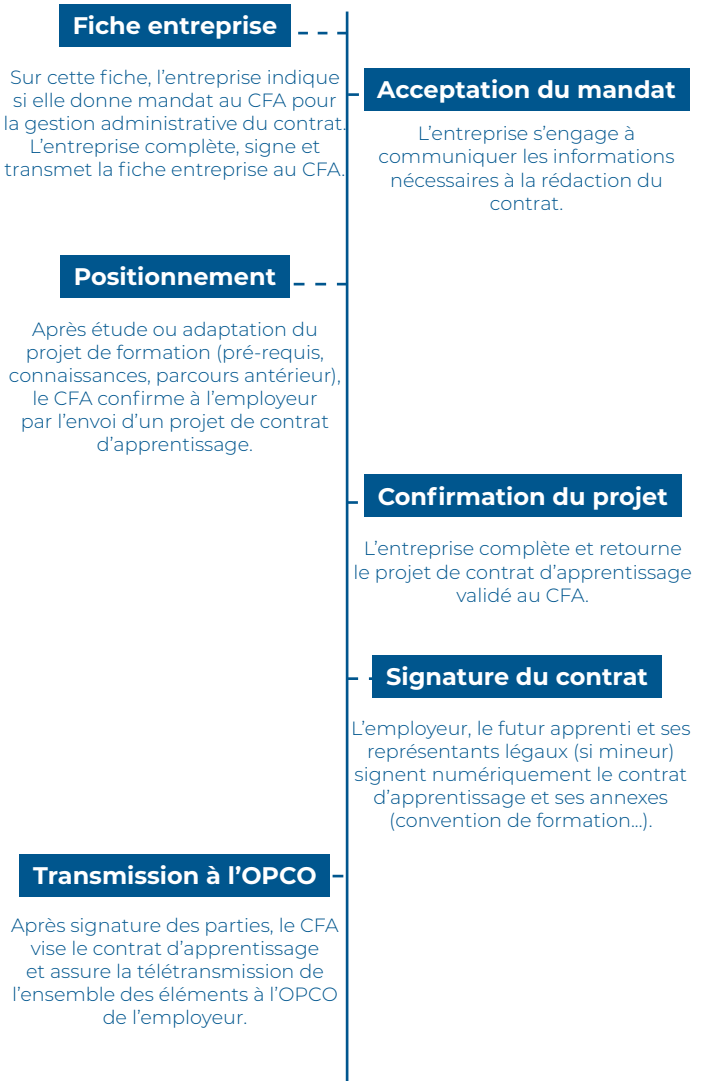 Fiche entreprise
Sur cette fiche, l’entreprise indique
si elle donne mandat au CFA pour
la gestion administrative du contrat.
L’entreprise complète, signe et
transmet la fiche entreprise au CFA.
Acceptation du mandat
L’entreprise s’engage à
communiquer les informations
nécessaires à la rédaction du
contrat.
Positionnement
Après étude ou adaptation du
projet de formation (pré-requis,
connaissances, parcours antérieur),
le CFA confirme à l’employeur
par l’envoi d’un projet de contrat
d’apprentissage.
Confirmation du projet
L’entreprise complète et retourne
le projet de contrat d’apprentissage
validé au CFA.
Signature du contrat
L’employeur, le futur apprenti et ses
représentants légaux (si mineur)
signent numériquement le contrat
d’apprentissage et ses annexes
(convention de formation...).
Transmission à l’OPCO
Après signature des parties, le CFA
vise le contrat d’apprentissage
et assure la télétransmission de
l’ensemble des éléments à l’OPCO
de l’employeur.